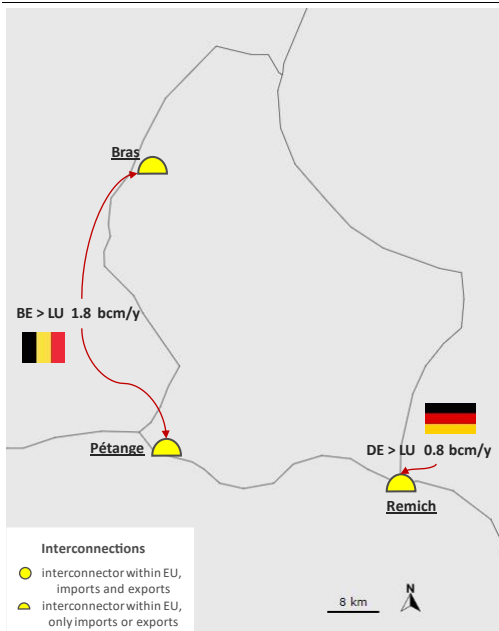 Bras
BE > LU 1.8 bcm/y
Pétange
DE > LU 0.8 bcm/y
Remich
Interconnections
interconnector within EU,
imports and exports
interconnector within EU,
only imports or exports
8 km
N